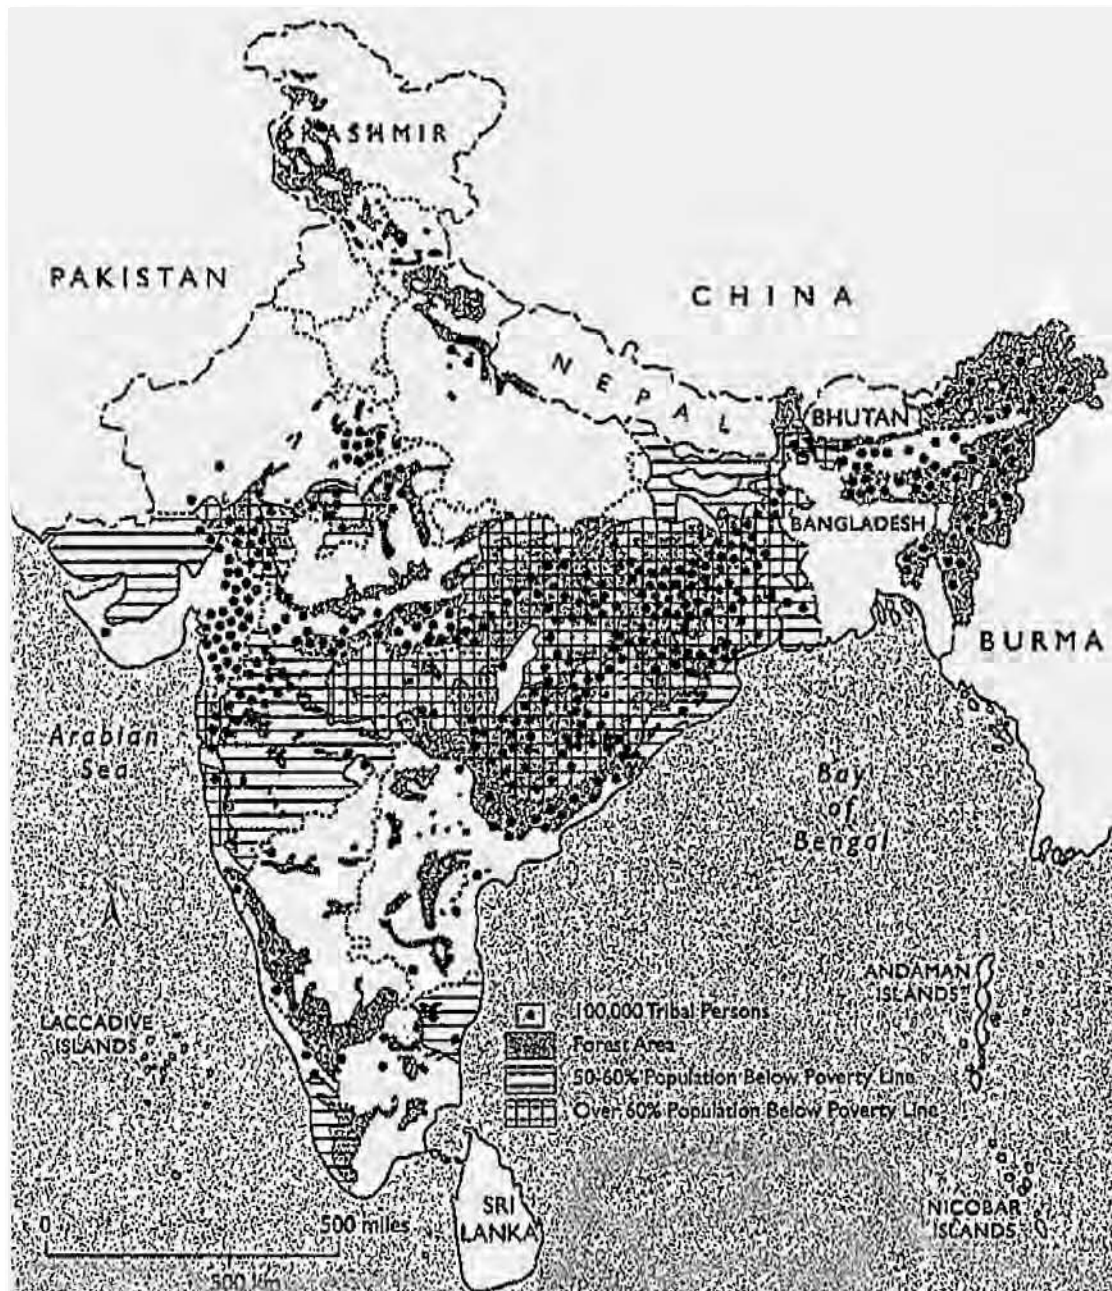 KASHMIR
PAKISTAN
CHINA
NEPAL
BHUTAN
BANGLADESH
BURMA
Arabian
Sea
Bay
of
Bengal
ANDAMAN
ISLANDS
LACCADIVE
ISLANDS
100,000 Tribal Persons
Forest Area
50-60% Population Below Poverty Line
Over 60% Population Below Poverty Line
SRI
LANKA
NICOBAR
ISLANDS
0
500 miles
500 km